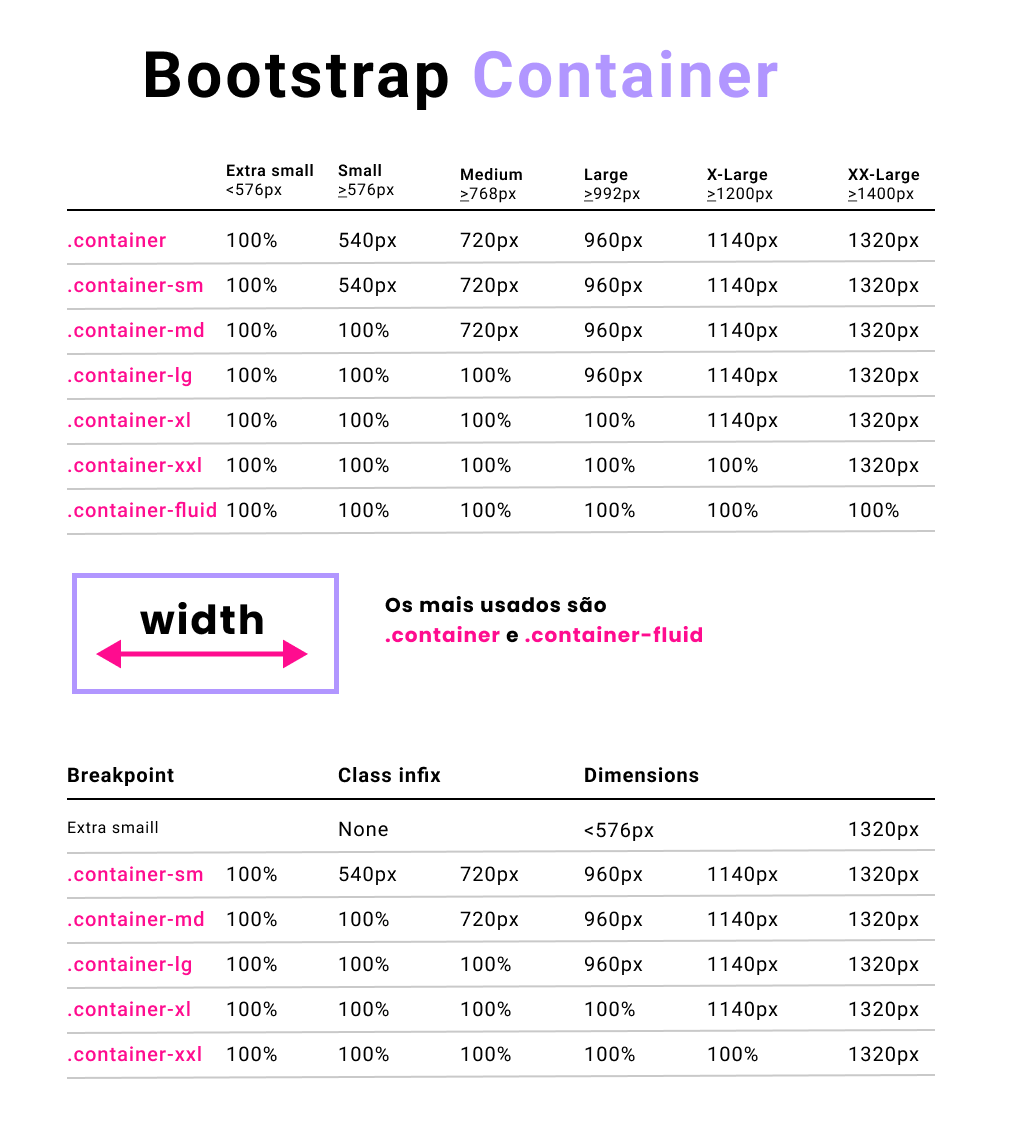 Bootstrap Container
Extra small Small Medium Large X-Large XX-Large
<576px ≥576px ≥768px ≥992px ≥1200px ≥1400px
.container 100% 540px 720px 960px 1140px 1320px
.container-sm 100% 540px 720px 960px 1140px 1320px
.container-md 100% 100% 720px 960px 1140px 1320px
.container-lg 100% 100% 100% 960px 1140px 1320px
.container-xl 100% 100% 100% 100% 1140px 1320px
.container-xxl 100% 100% 100% 100% 100% 1320px
.container-fluid 100% 100% 100% 100% 100% 100%
width
Os mais usados são
.container e .container-fluid
Breakpoint Class infix Dimensions
Extra smaill None <576px 1320px
.container-sm 100% 540px 720px 960px 1140px 1320px
.container-md 100% 100% 720px 960px 1140px 1320px
.container-lg 100% 100% 100% 960px 1140px 1320px
.container-xl 100% 100% 100% 100% 1140px 1320px
.container-xxl 100% 100% 100% 100% 100% 1320px